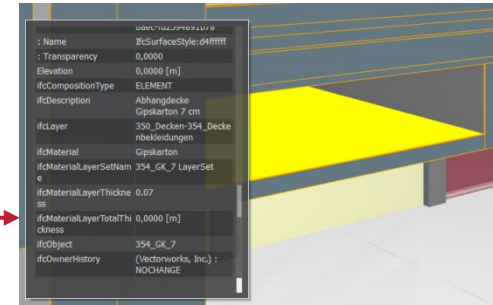 : Name IfcSurfaceStyle:d4ffffff
: Transparency 0,0000
Elevation 0,0000 [m]
ifcCompositionType ELEMENT
ifcDescription Abhangdecke
Gipskarton 7 cm
ifcLayer 350_Decken-354_Decke
nbekleidungen
ifcMaterial Gipskarton
ifcMaterialLayerSetNam 354_GK_7 LayerSet
e
ifcMaterialLayerThickne 0.07
ss
ifcMaterialLayerTotalThi 0,0000 [m]
ckness
ifcObject 354_GK_7
ifcOwnerHistory (Vectorworks, Inc.) :
NOCHANGE